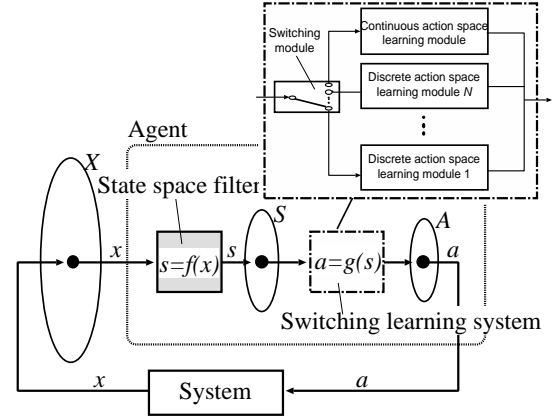 Switching
module
Continuous action space
learning module
Discrete action space
learning module N
Discrete action space
learning module 1
Agent
X
State space filter
S
A
x
s=f(x)
s
a=g(s)
a
Switching learning system
x
System
a